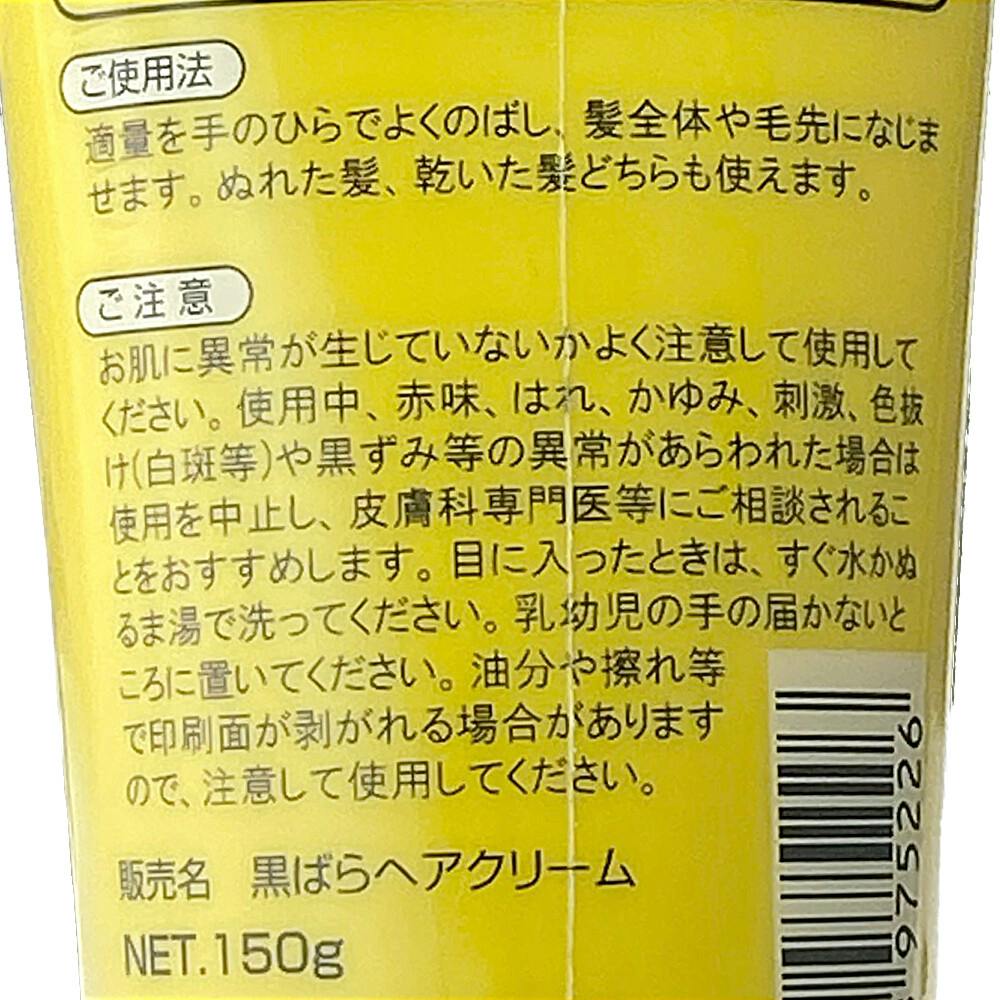 ご使用法
適量を手のひらでよくのばし、髪全体や毛先になじま
せます。ぬれた髪、乾いた髪どちらも使えます。
ご注意
お肌に異常が生じていないかよく注意して使用して
ください。使用中、赤味、はれ、かゆみ、刺激、色抜
け(白斑等)や黒ずみ等の異常があらわれた場合は
使用を中止し、皮膚科専門医等にご相談されるこ
とをおすすめします。目に入ったときは、すぐ水かぬ
るま湯で洗ってください。乳幼児の手の届かないと
ころに置いてください。油分や擦れ等
で印刷面が剥がれる場合があります
ので、注意して使用してください。
販売名 黒ばらヘアクリーム
NET.150g
975226